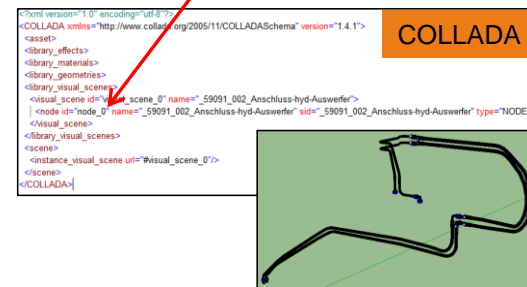 <?xml version="1.0" encoding="utf-8"?>
COLLADA
<COLLADA xmlns="http://www.collada.org/2005/11/COLLADASchema" version="1.4.1">
<asset>
<library_effects>
<library_materials>
<library_geometries>
<library_visual_scenes>
<visual_scene id="visual_scene_0" name="_59091_002_Anschluss-hyd-Auswerfer">
<node id="node_0" name="_59091_002_Anschluss-hyd-Auswerfer" sid="_59091_002_Anschluss-hyd-Auswerfer" type="NODE
</visual_scene>
</library_visual_scenes>
<scene>
<instance_visual_scene url="#visual_scene_0"/>
</scene>
</COLLADA>